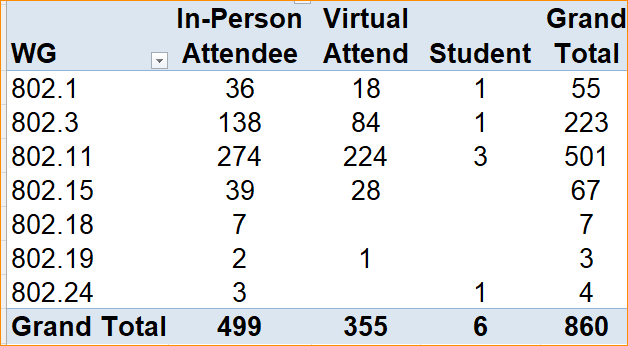 In-Person Virtual Grand
WG Attendee Attend Student Total
802.1 36 18 1 55
802.3 138 84 1 223
802.11 274 224 3 501
802.15 39 28 67
802.18 7 7
802.19 2 1 3
802.24 3 1 4
Grand Total 499 355 6 860